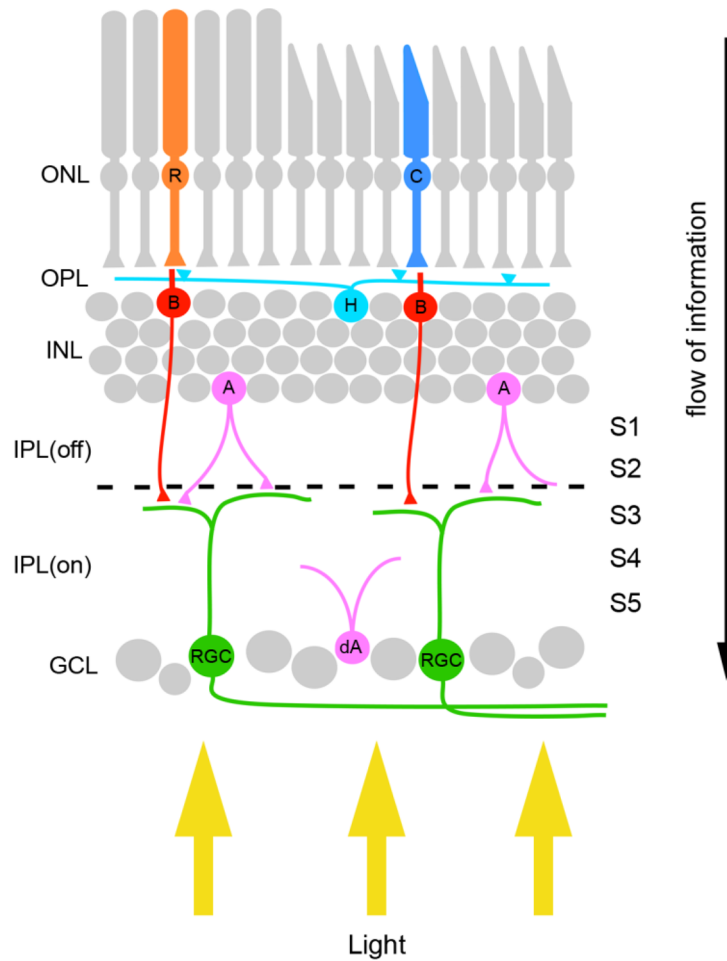 ONL
R
C
OPL
B
H
B
INL
A
A
IPL(off)
S1
S2
S3
IPL(on)
S4
S5
GCL
RGC
dA
RGC
Light
flow of information